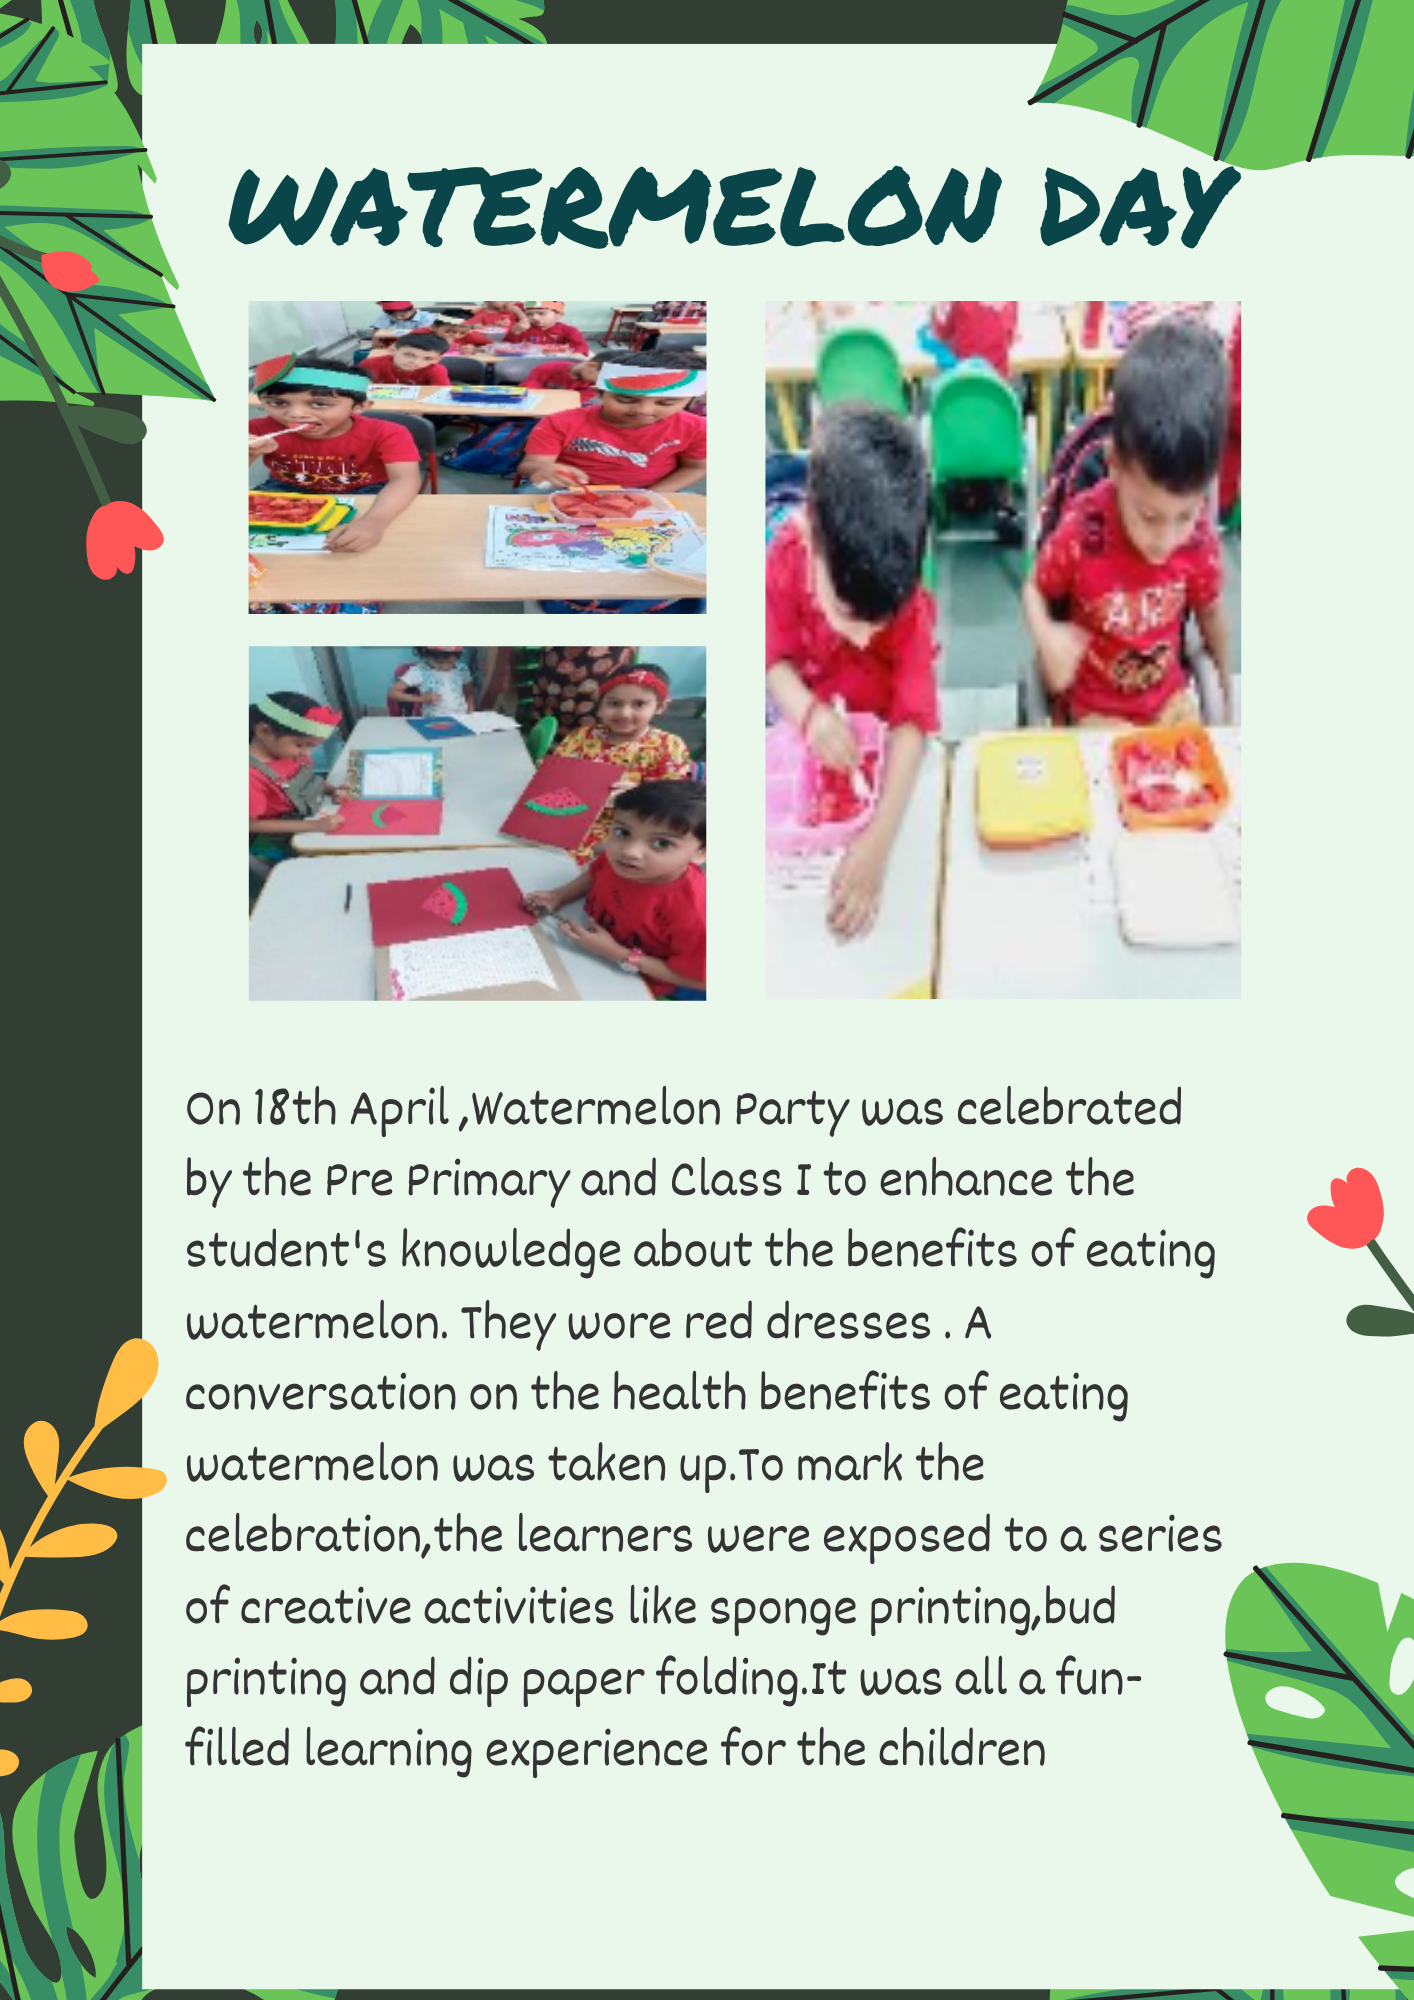 WATERMELON DAY
STAR
On 18th April ,Watermelon Party was celebrated
by the Pre Primary and Class I to enhance the
student's knowledge about the benefits of eating
watermelon. They wore red dresses . A
conversation on the health benefits of eating
watermelon was taken up.To mark the
celebration,the learners were exposed to a series
of creative activities like sponge printing,bud
printing and dip paper folding.It was all a fun-
filled learning experience for the children